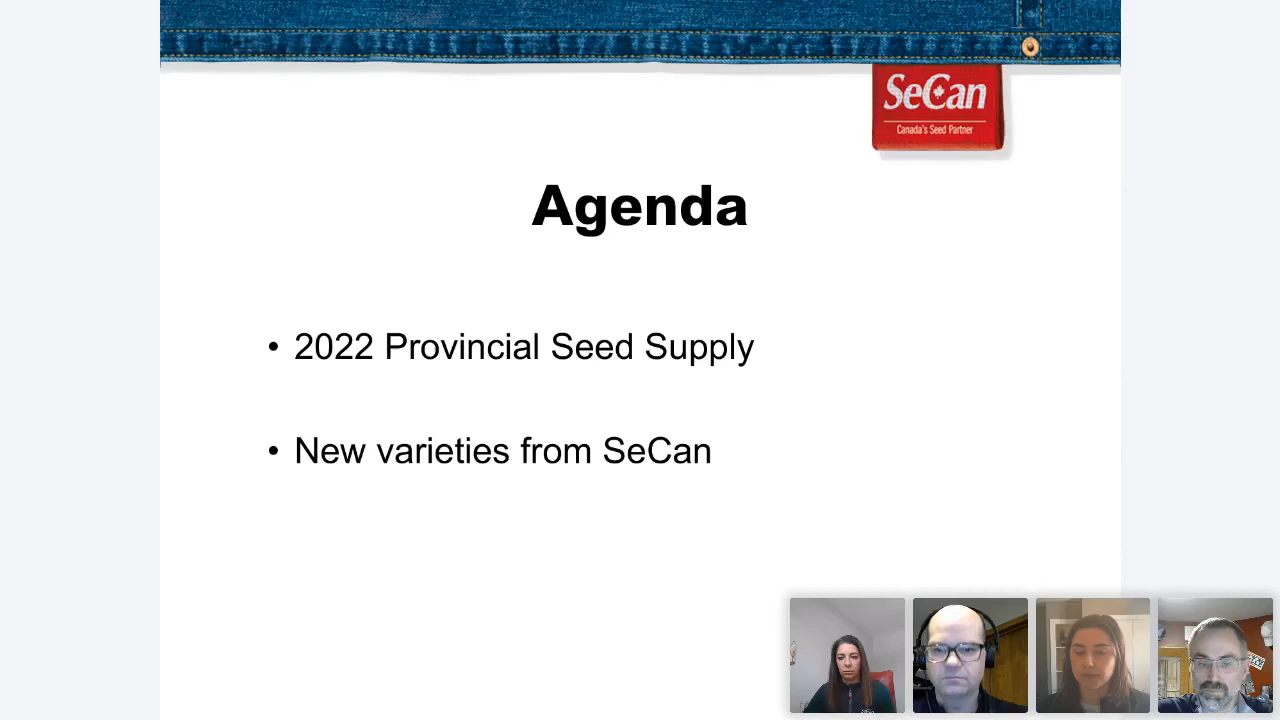 SeCan
Canada's Seed Partner
Agenda
• 2022 Provincial Seed Supply
• New varieties from SeCan